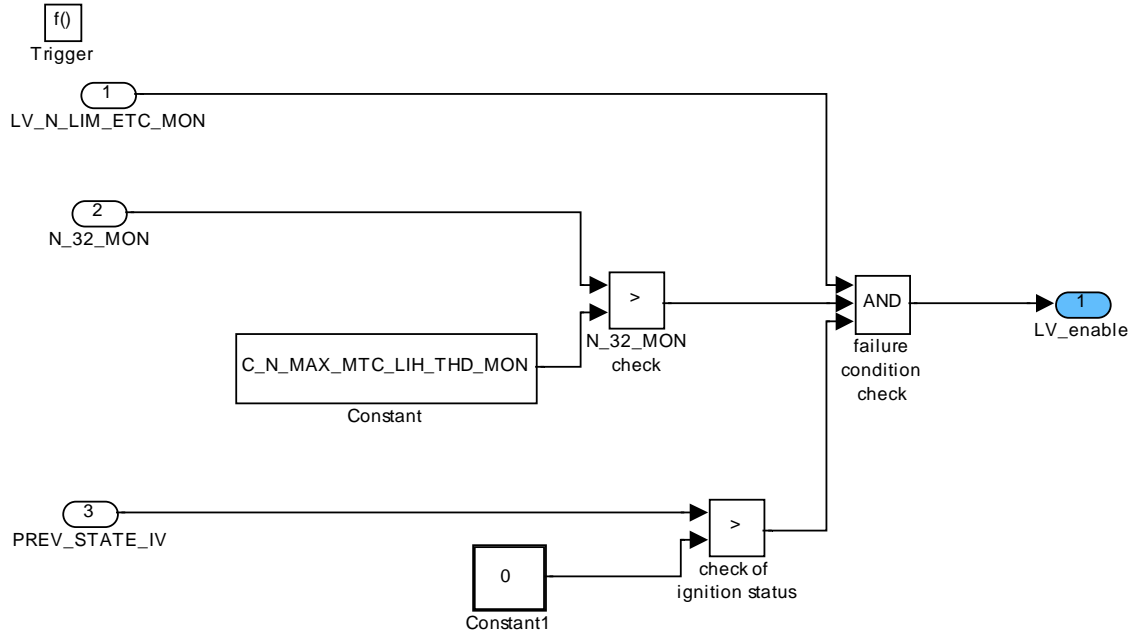 f()
Trigger
1
LV_N_LIM_ETC_MON
2
N_32_MON
>
N_32_MON
check
C_N_MAX_MTC_LIH_THD_MON
Constant
AND
failure
condition
check
1
LV_enable
3
PREV_STATE_IV
>
check of
ignition status
0
Constant1